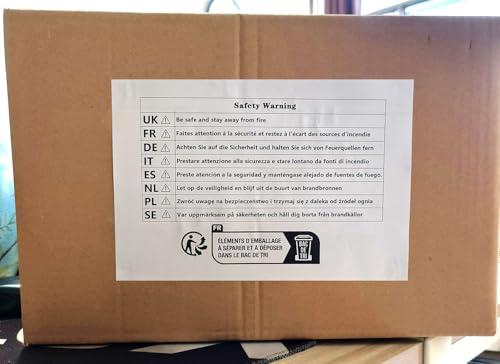 Safety Warning
UK ⚠ Be safe and stay away from fire
FR ⚠ Faites attention à la sécurité et restez à l'écart des sources d'incendie
DE ⚠ Achten Sie auf die Sicherheit und halten Sie sich von Feuerquellen fern
IT ⚠ Prestare attenzione alla sicurezza e stare lontano da fonti di incendio
ES ⚠ Preste atención a la seguridad y manténgase alejado de fuentes de fuego.
NL ⚠ Let op de veiligheid en blijf uit de buurt van brandbronnen
PL ⚠ Zwróć uwagę na bezpieczeństwo i trzymaj się z daleka od źródeł ognia
SE ⚠ Var uppmärksam på säkerheten och håll dig borta från brandkällor
FR
ÉLÉMENTS D'EMBALLAGE
À SÉPARER ET À DÉPOSER
DANS LE BAC DE TRI
BAC
DE
TRI